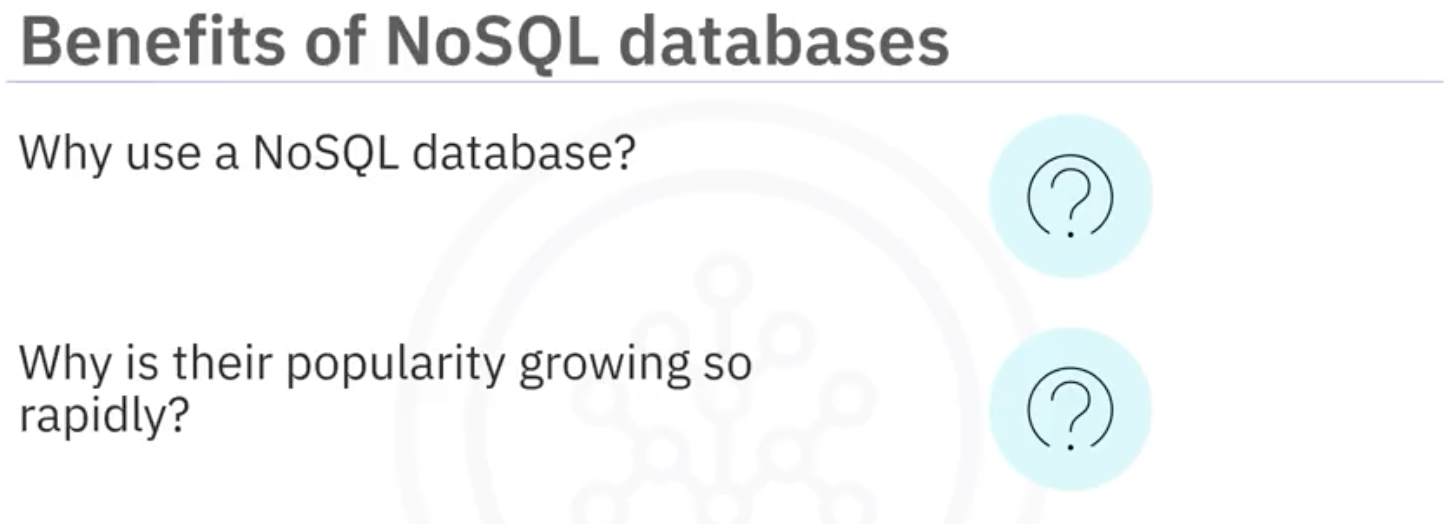 Benefits of NoSQL databases
Why use a NoSQL database?
Why is their popularity growing so
rapidly?